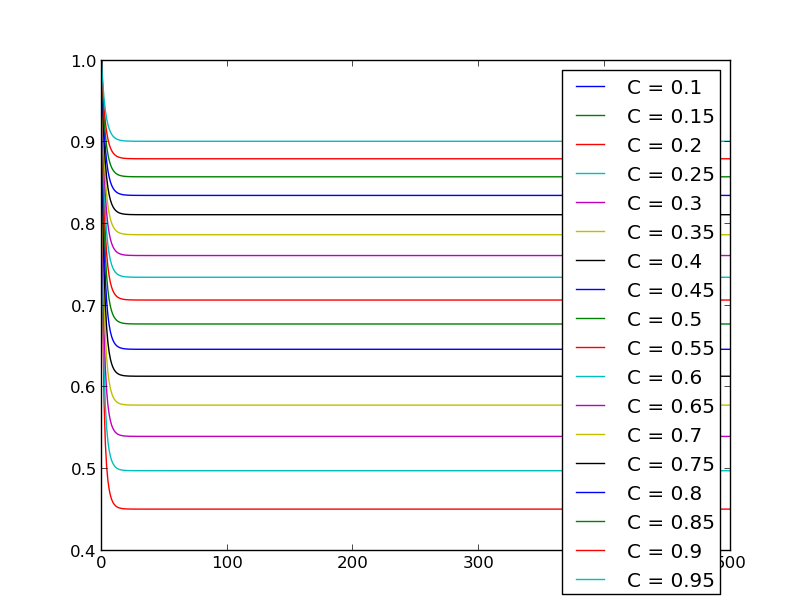 1.0
0.9
0.8
0.7
0.6
0.5
0.4
0
100
200
300
500
C = 0.1
C = 0.15
C = 0.2
C = 0.25
C = 0.3
C = 0.35
C = 0.4
C = 0.45
C = 0.5
C = 0.55
C = 0.6
C = 0.65
C = 0.7
C = 0.75
C = 0.8
C = 0.85
C = 0.9
C = 0.95